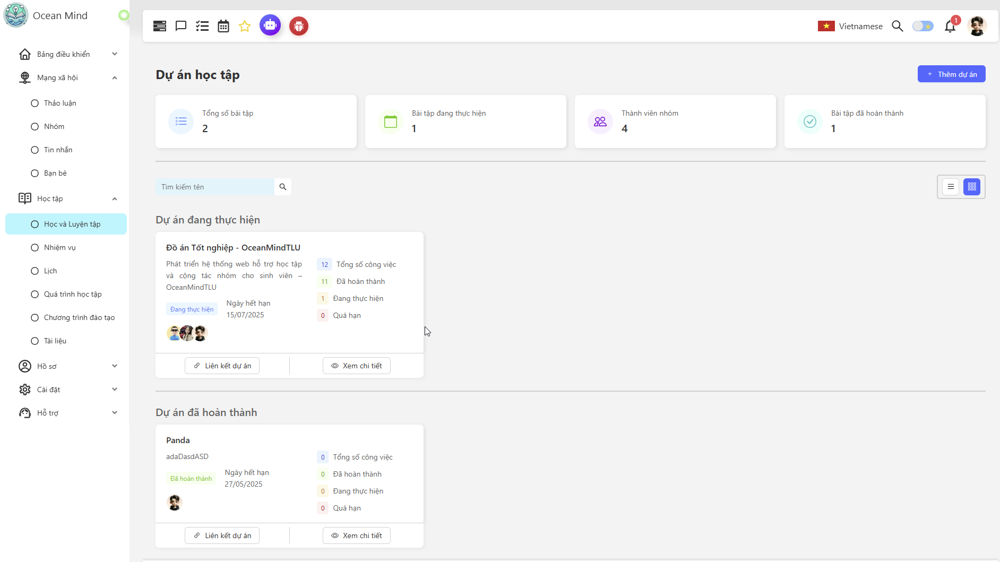 Ocean Mind
Vietnamese
1
Bảng điều khiển
Mạng xã hội
Thảo luận
Nhóm
Tin nhắn
Bạn bè
Học tập
Học và Luyện tập
Nhiệm vụ
Lịch
Quá trình học tập
Chương trình đào tạo
Tài liệu
Hồ sơ
Cài đặt
Hỗ trợ
Dự án học tập
+ Thêm dự án
Tổng số bài tập
2
Bài tập đang thực hiện
1
Thành viên nhóm
4
Bài tập đã hoàn thành
1
Tìm kiếm tên
Dự án đang thực hiện
Đồ án Tốt nghiệp - OceanMindTLU
Phát triển hệ thống web hỗ trợ học tập
và cộng tác nhóm cho sinh viên –
OceanMindTLU
Đang thực hiện
Ngày hết hạn
15/07/2025
12 Tổng số công việc
11 Đã hoàn thành
1 Đang thực hiện
0 Quá hạn
Liên kết dự án
Xem chi tiết
Dự án đã hoàn thành
Panda
adaDasdASD
Đã hoàn thành
Ngày hết hạn
27/05/2025
0 Tổng số công việc
0 Đã hoàn thành
0 Đang thực hiện
0 Quá hạn
Liên kết dự án
Xem chi tiết